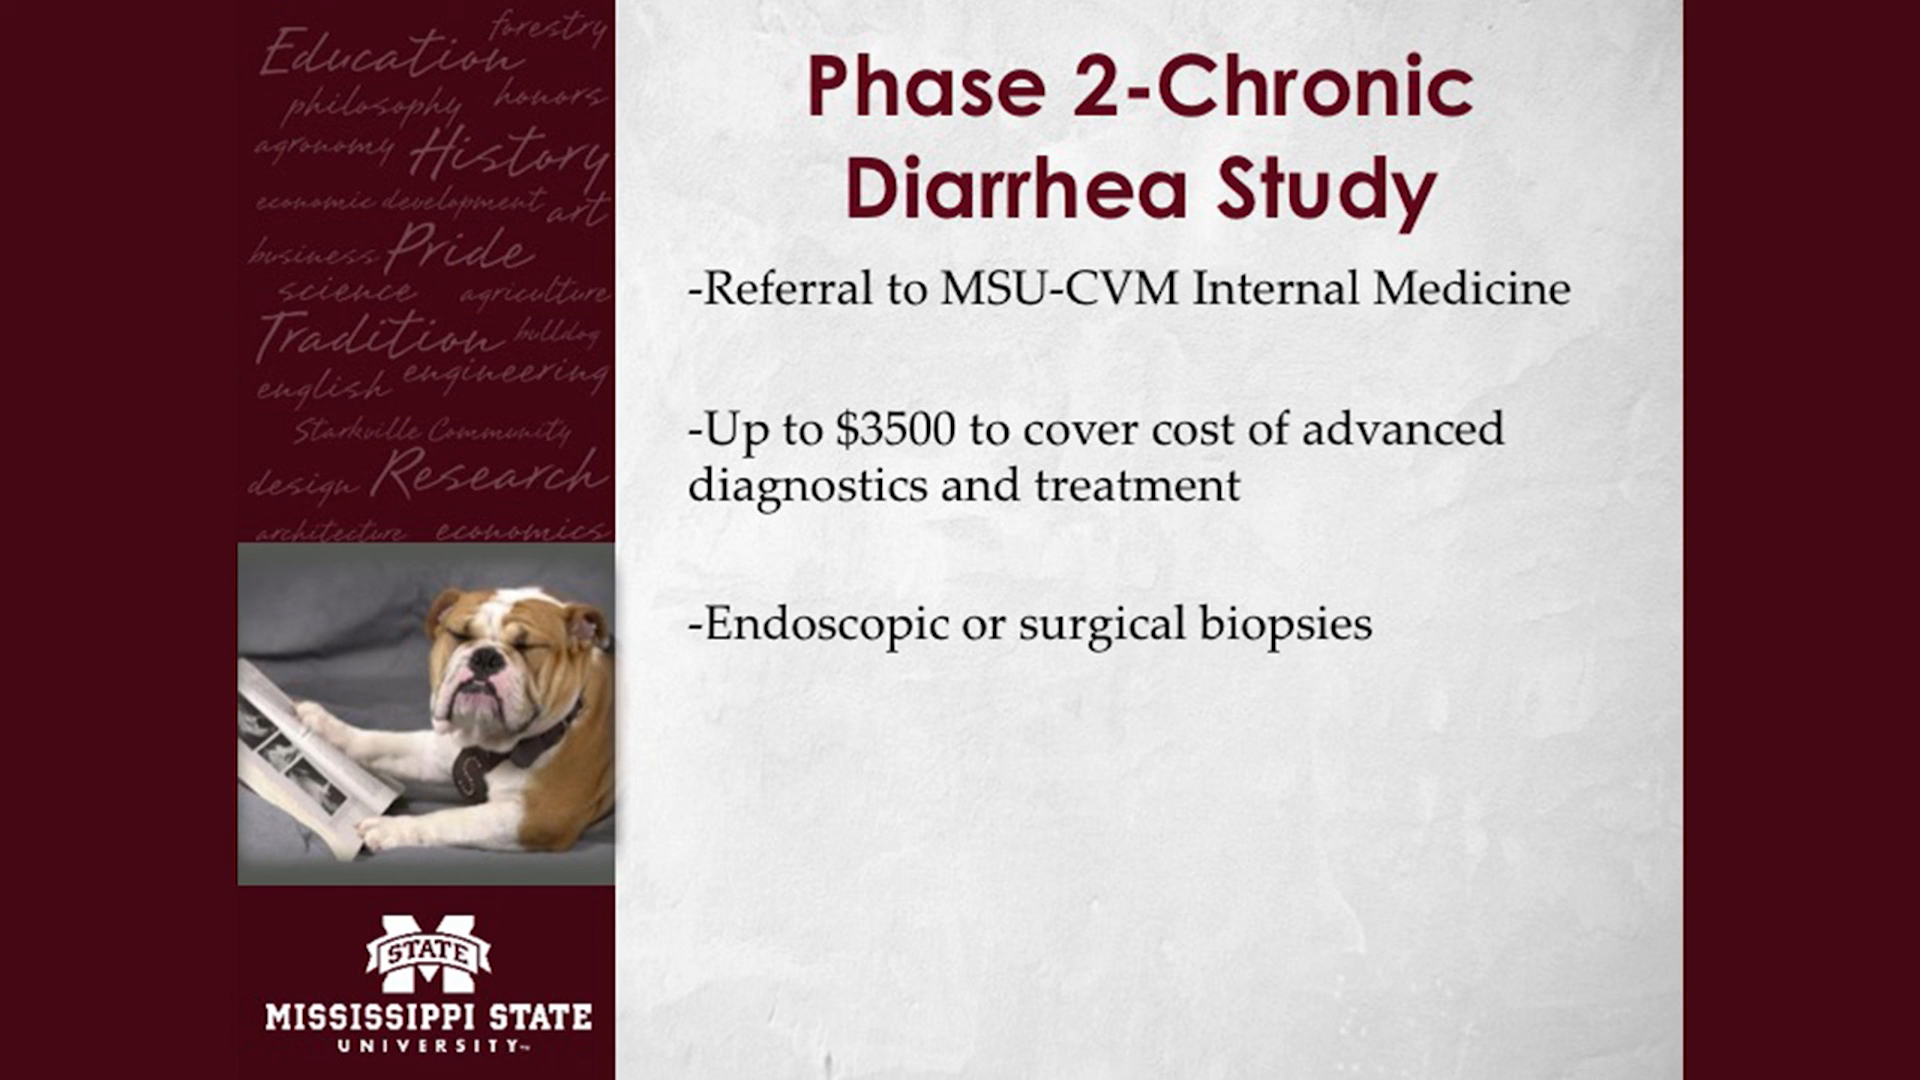 forestry
Education
philosophy honors
agronomy History
economic development art
business Pride
science agriculture
Tradition bulldog
english engineering
Starkville Community
design Research
architecture economics
S
STATE
MISSISSIPPI STATE
UNIVERSITY™
Phase 2-Chronic
Diarrhea Study
-Referral to MSU-CVM Internal Medicine
-Up to $3500 to cover cost of advanced
diagnostics and treatment
-Endoscopic or surgical biopsies